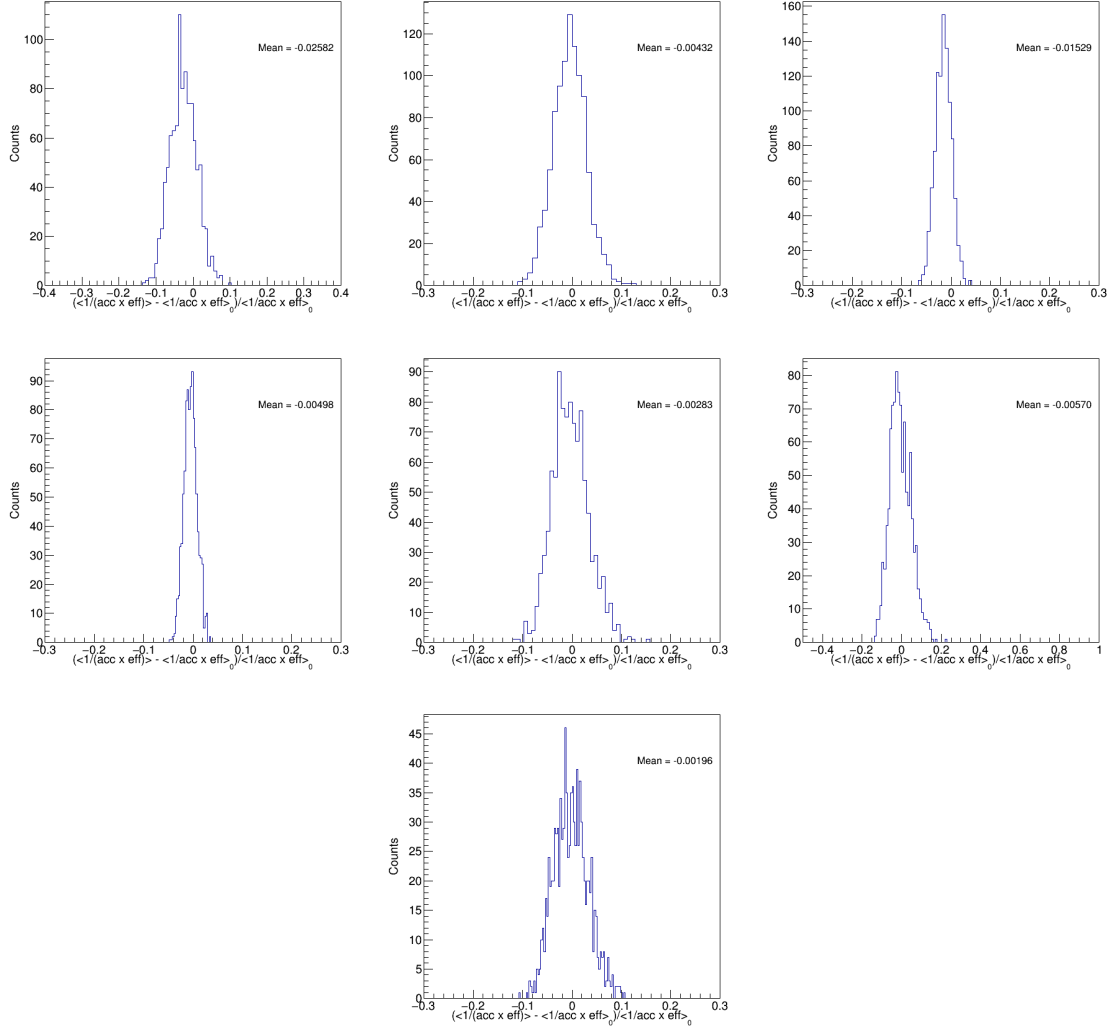 Counts
100
80
60
40
20
0
Mean = -0.02582
−0.4 −0.3 −0.2 −0.1 0 0.1 0.2 0.3 0.4
(<1/(acc x eff)> - <1/acc x eff>0)/<1/acc x eff>0
Counts
120
100
80
60
40
20
0
Mean = -0.00432
−0.3 −0.2 −0.1 0 0.1 0.2 0.3
(<1/(acc x eff)> - <1/acc x eff>0)/<1/acc x eff>0
Counts
160
140
120
100
80
60
40
20
0
Mean = -0.01529
−0.3 −0.2 −0.1 0 0.1 0.2 0.3
(<1/(acc x eff)> - <1/acc x eff>0)/<1/acc x eff>0
Counts
90
80
70
60
50
40
30
20
10
0
Mean = -0.00498
−0.3 −0.2 −0.1 0 0.1 0.2 0.3
(<1/(acc x eff)> - <1/acc x eff>0)/<1/acc x eff>0
Counts
90
80
70
60
50
40
30
20
10
0
Mean = -0.00283
−0.3 −0.2 −0.1 0 0.1 0.2 0.3
(<1/(acc x eff)> - <1/acc x eff>0)/<1/acc x eff>0
Counts
80
70
60
50
40
30
20
10
0
Mean = -0.00570
−0.4 −0.2 0 0.2 0.4 0.6 0.8 1
(<1/(acc x eff)> - <1/acc x eff>0)/<1/acc x eff>0
Counts
45
40
35
30
25
20
15
10
5
0
Mean = -0.00196
−0.3 −0.2 −0.1 0 0.1 0.2 0.3
(<1/(acc x eff)> - <1/acc x eff>0)/<1/acc x eff>0